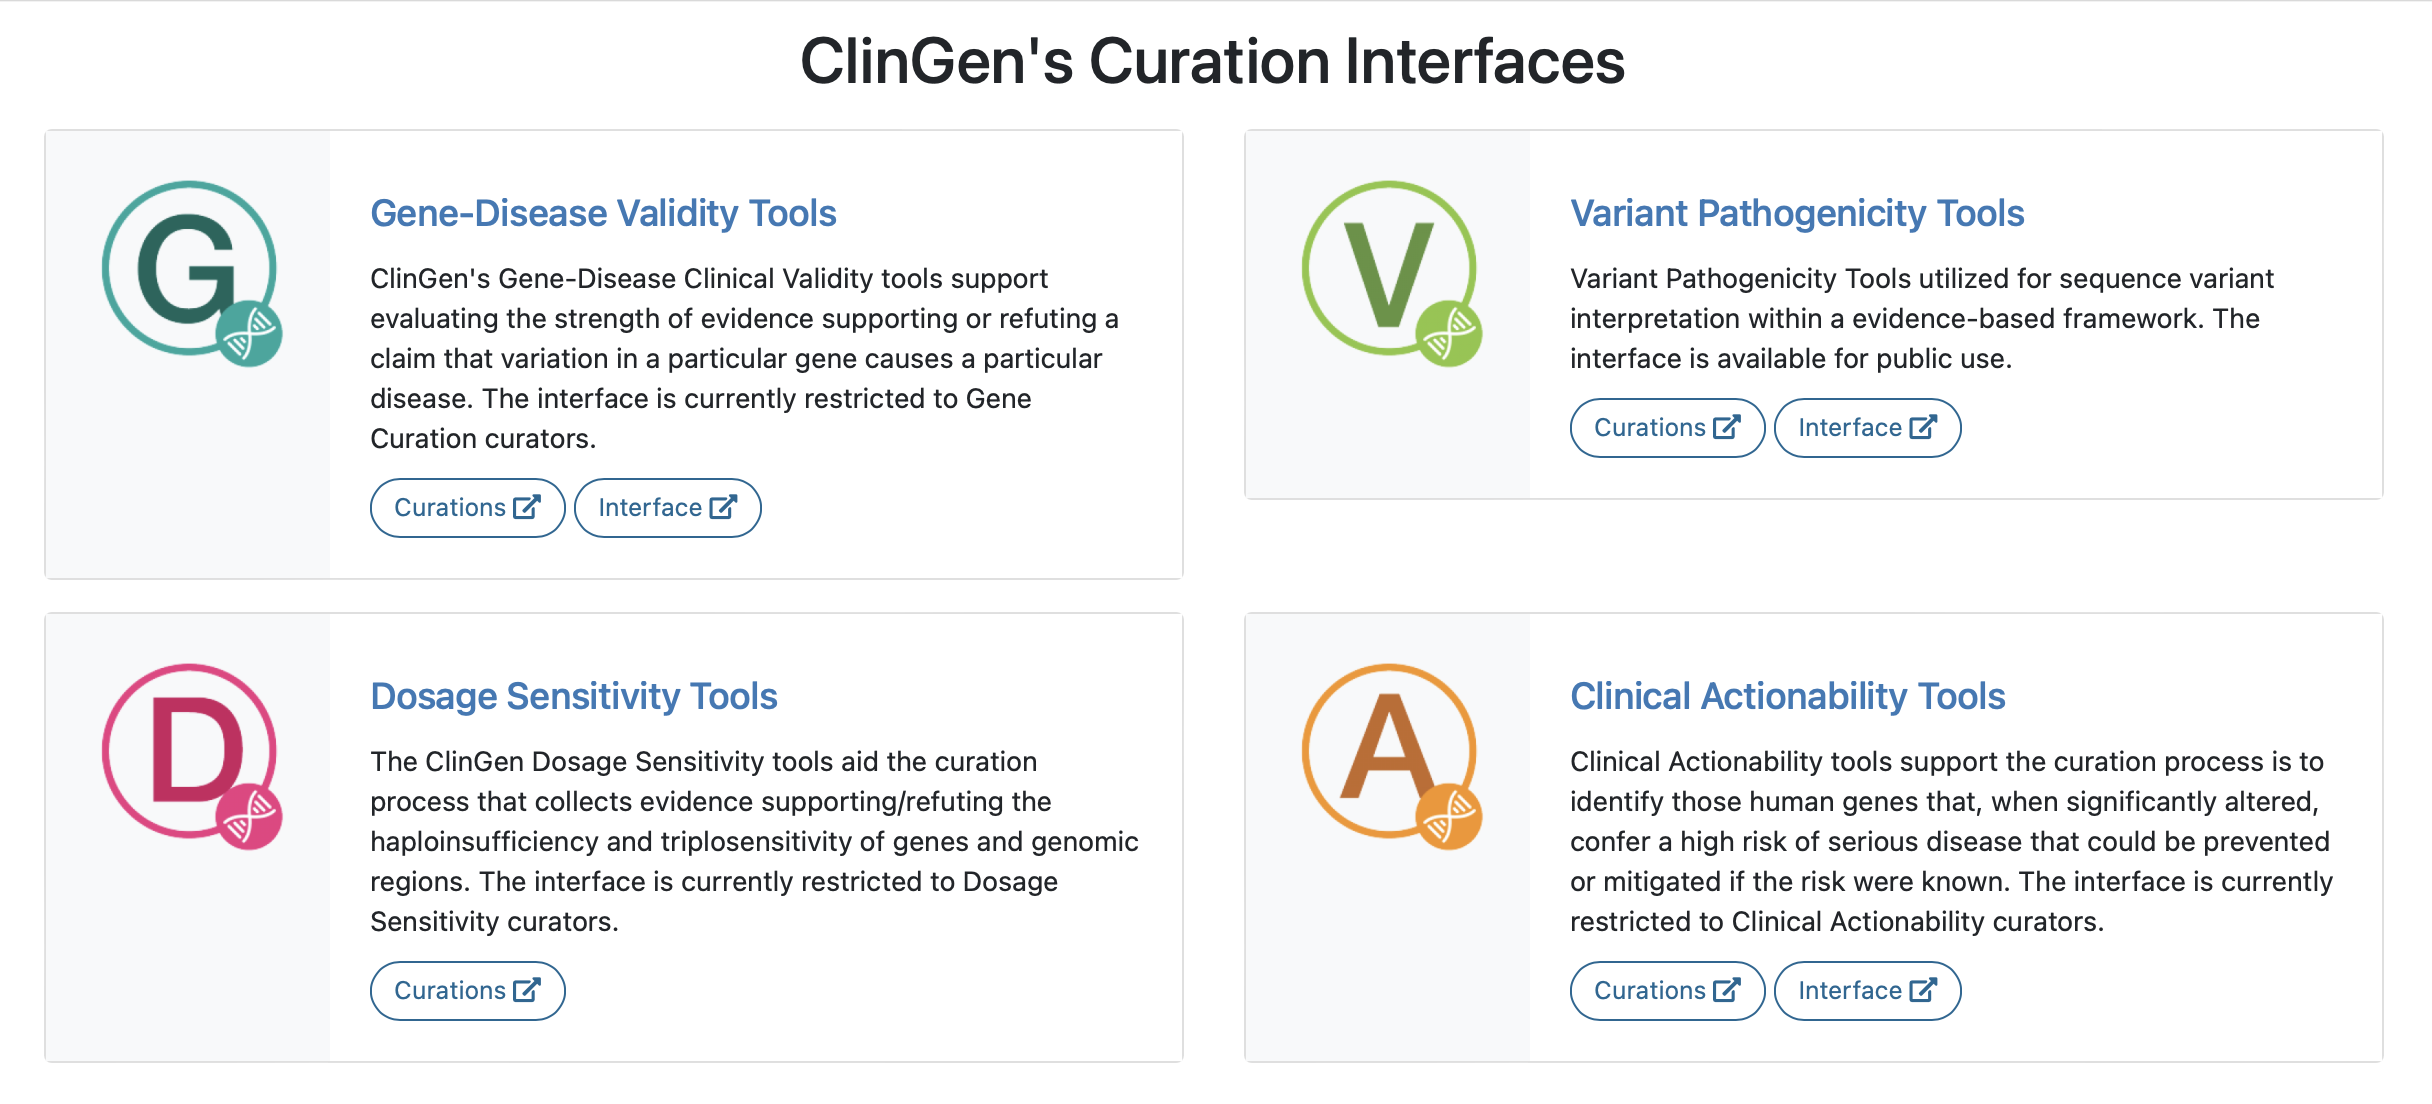 ClinGen's Curation Interfaces
G
Gene-Disease Validity Tools
ClinGen's Gene-Disease Clinical Validity tools support
evaluating the strength of evidence supporting or refuting a
claim that variation in a particular gene causes a particular
disease. The interface is currently restricted to Gene
Curation curators.
Curations
Interface
V
Variant Pathogenicity Tools
Variant Pathogenicity Tools utilized for sequence variant
interpretation within a evidence-based framework. The
interface is available for public use.
Curations
Interface
D
Dosage Sensitivity Tools
The ClinGen Dosage Sensitivity tools aid the curation
process that collects evidence supporting/refuting the
haploinsufficiency and triplosensitivity of genes and genomic
regions. The interface is currently restricted to Dosage
Sensitivity curators.
Curations
A
Clinical Actionability Tools
Clinical Actionability tools support the curation process is to
identify those human genes that, when significantly altered,
confer a high risk of serious disease that could be prevented
or mitigated if the risk were known. The interface is currently
restricted to Clinical Actionability curators.
Curations
Interface